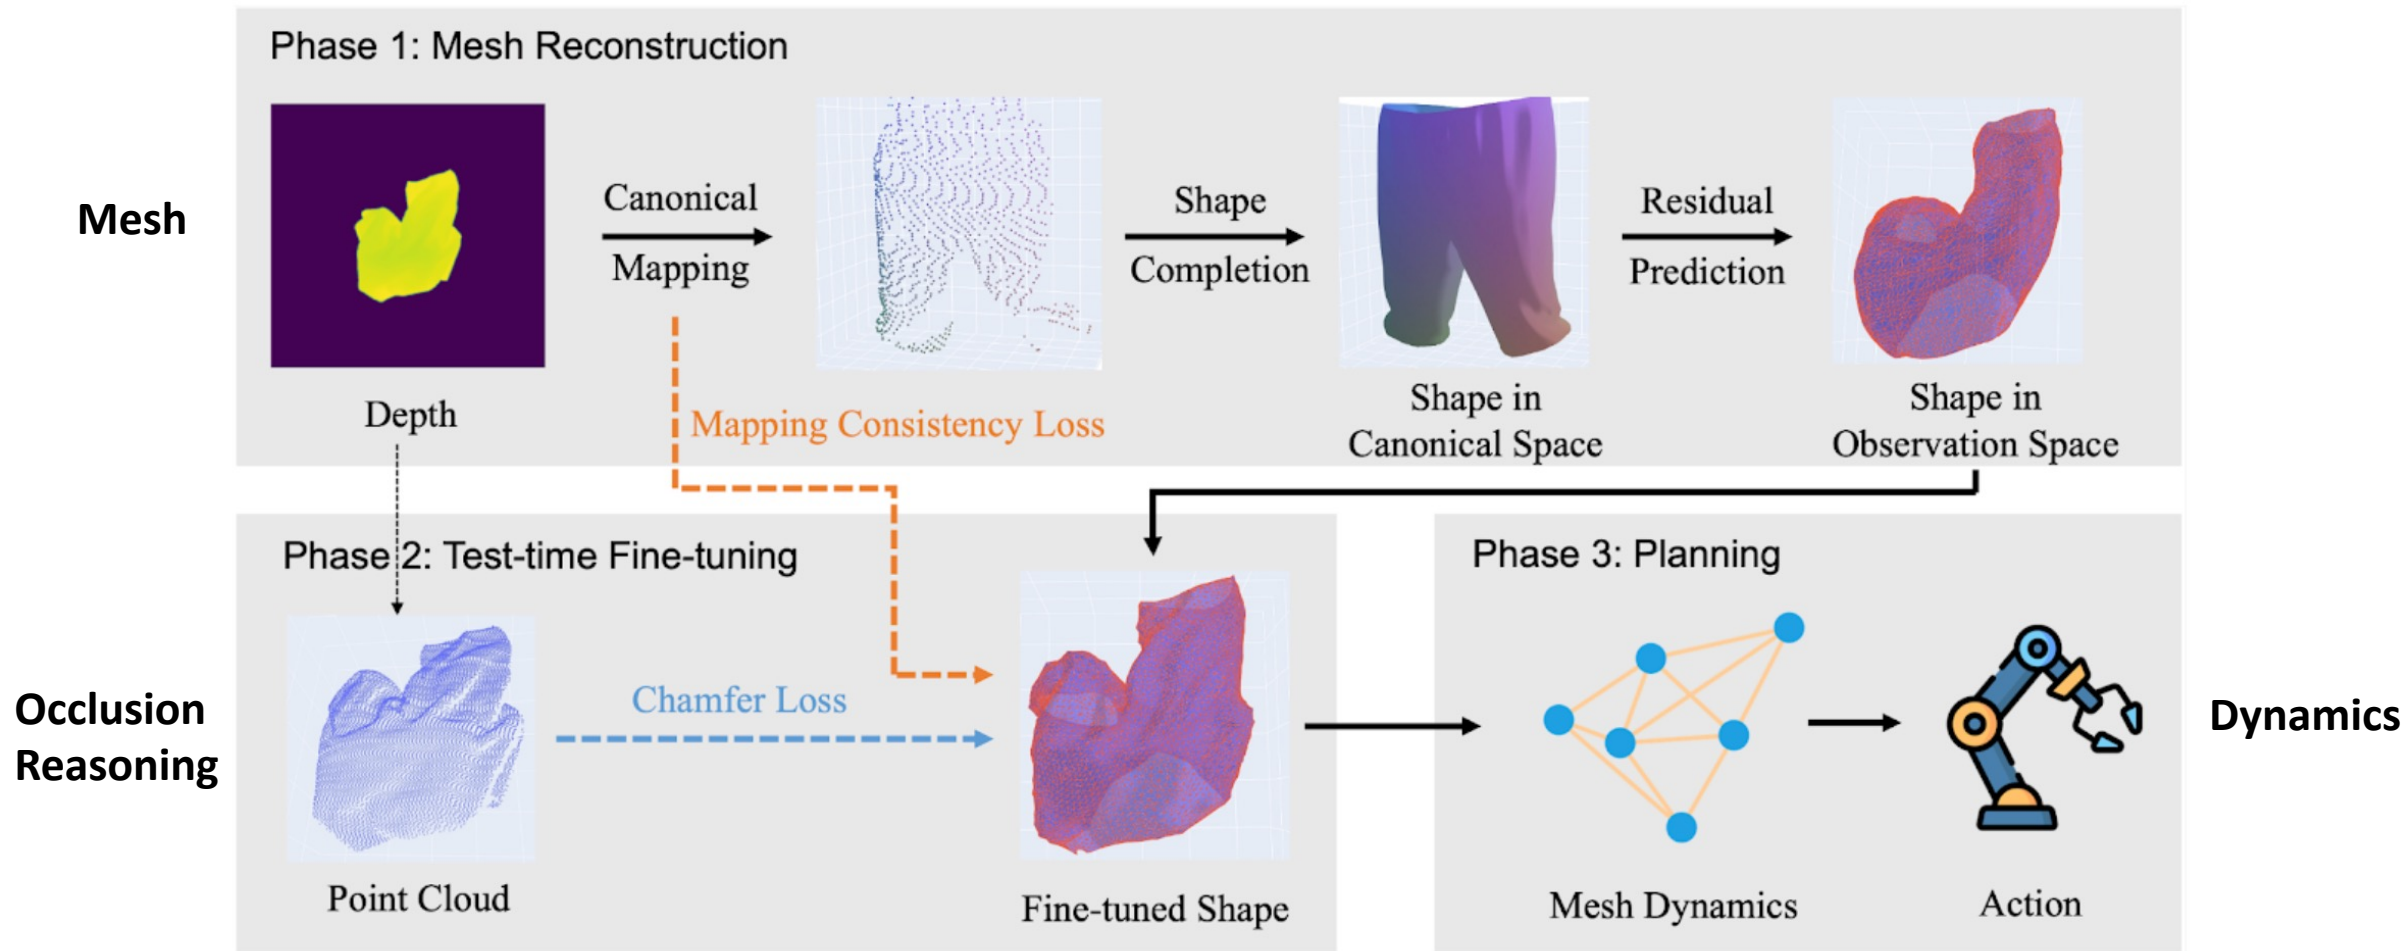 Phase 1: Mesh Reconstruction
Mesh
Canonical
Mapping
Shape
Completion
Residual
Prediction
Depth
Mapping Consistency Loss
Shape in
Canonical Space
Shape in
Observation Space
Phase 2: Test-time Fine-tuning
Phase 3: Planning
Occlusion
Reasoning
Chamfer Loss
Dynamics
Point Cloud
Fine-tuned Shape
Mesh Dynamics
Action